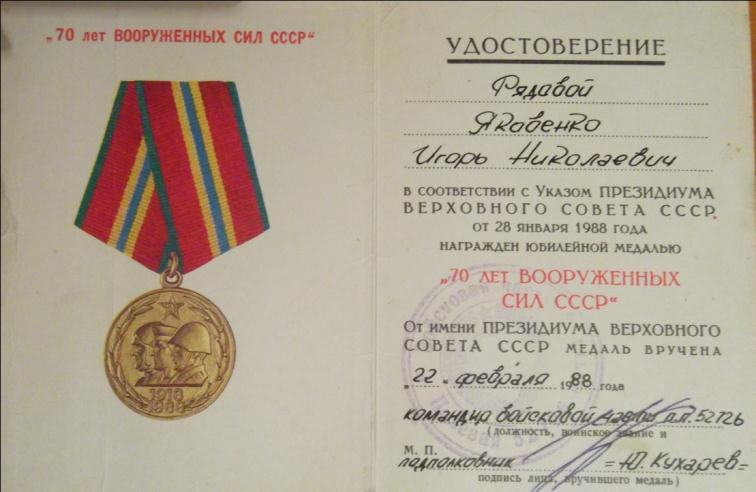 „70 лет ВООРУЖЕННЫХ СИЛ СССР“
1918
1988
УДОСТОВЕРЕНИЕ
Рядовой
Яковенко
Игорь Николаевич
В СООТВЕТСТВИИ С УКАЗОМ ПРЕЗИДИУМА
ВЕРХОВНОГО СОВЕТА СССР
ОТ 28 ЯНВАРЯ 1988 ГОДА
НАГРАЖДЕН ЮБИЛЕЙНОЙ МЕДАЛЬЮ
„70 ЛЕТ ВООРУЖЕННЫХ
СИЛ СССР“
ОТ ИМЕНИ ПРЕЗИДИУМА ВЕРХОВНОГО
СОВЕТА СССР МЕДАЛЬ ВРУЧЕНА
„22 „ февраля 1988 года
командир войсковой части п.п. 52726
(должность, воинское звание и
М. П.
подполковник =Ю. Кухарев=
подпись лица, вручившего медаль)